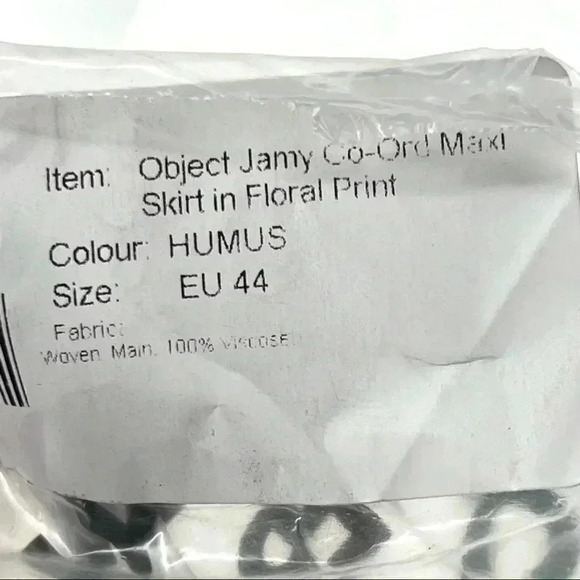 Item: Object Jamy Co-Ord Maxi
Skirt in Floral Print
Colour: HUMUS
Size: EU 44
Fabric:
Woven, Main, 100% VISCOSE